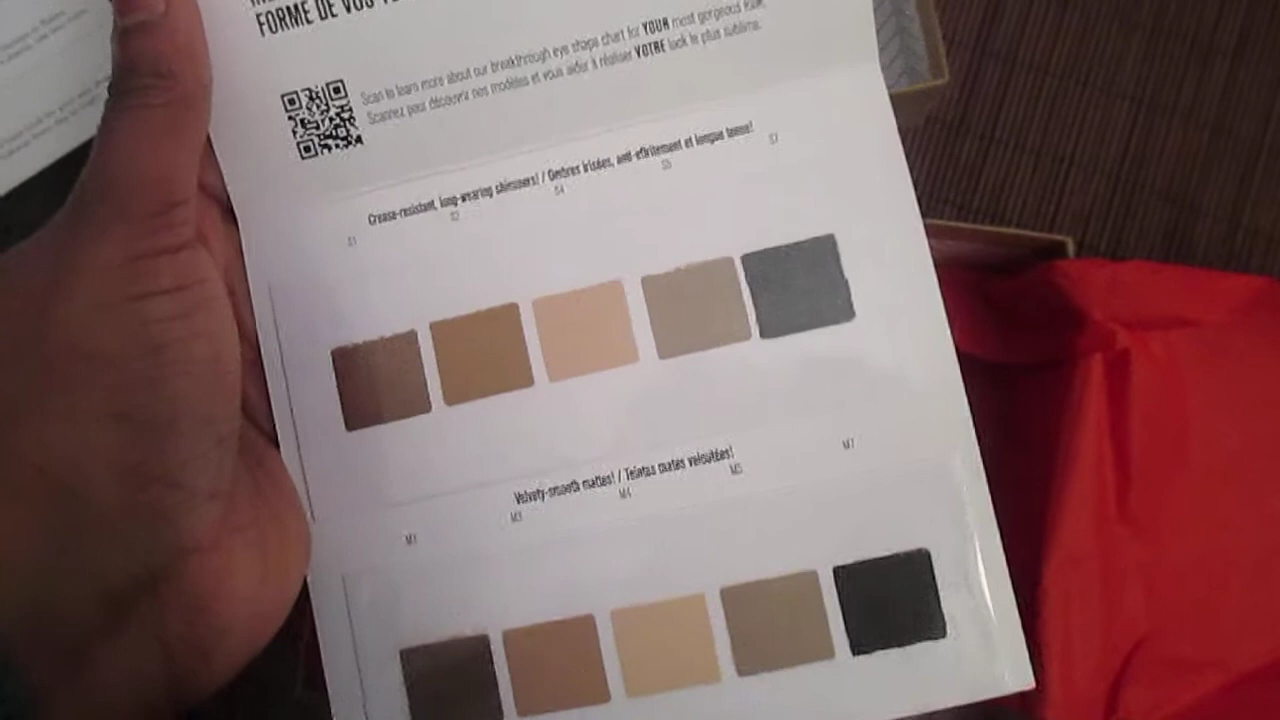 FORME DE VOS
Scan to learn more about our breakthrough eye shape chart for YOUR most gorgeous look.
Scannez pour découvrir nos modèles et vous aider à réaliser VOTRE look le plus sublime.
Crease-resistant, long-wearing shimmers! / Ombres irisées, anti-effritement et longue tenue!
S1 S2 S4 S5 S7
Velvety-smooth mattes! / Teintes mates veloutées!
M1 M3 M4 M5 M7